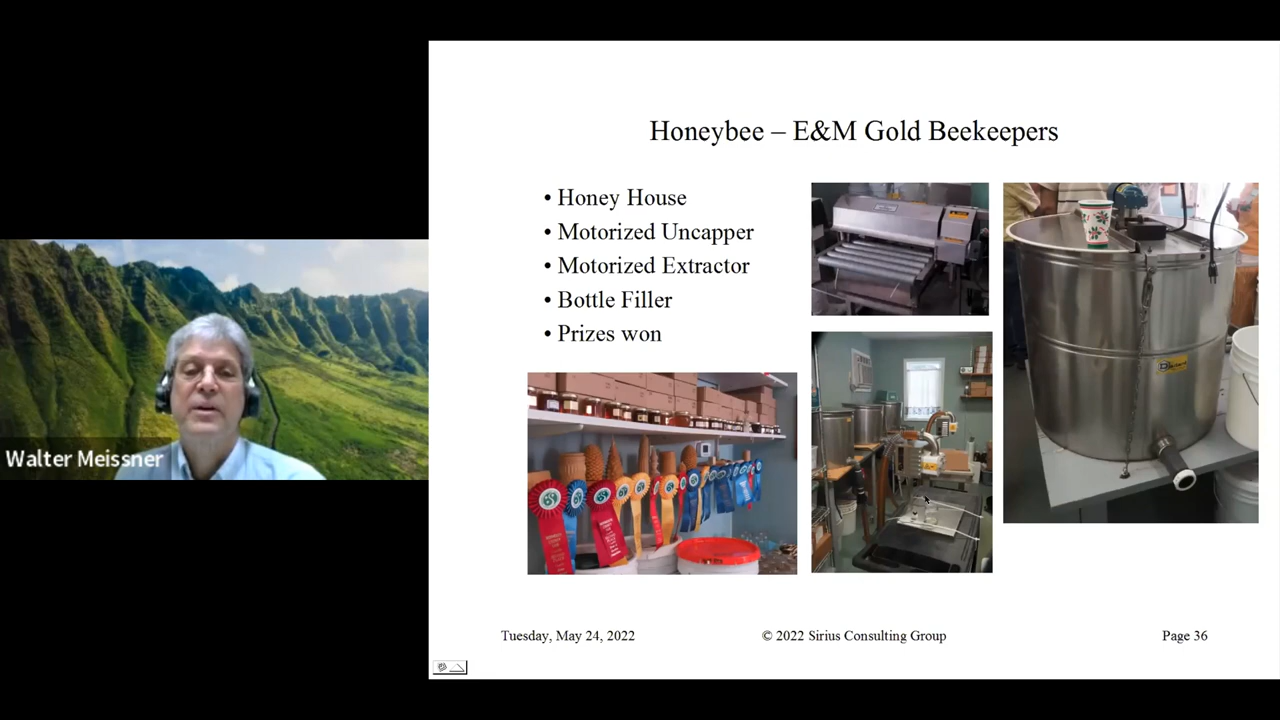 Honeybee – E&M Gold Beekeepers
• Honey House
• Motorized Uncapper
• Motorized Extractor
• Bottle Filler
• Prizes won
Walter Meissner
Tuesday, May 24, 2022
© 2022 Sirius Consulting Group
Page 36